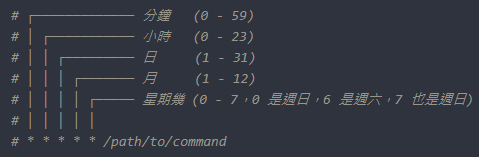 # ┌───────────── 分鐘   (0 - 59)
# │ ┌─────────── 小時   (0 - 23)
# │ │ ┌───────── 日     (1 - 31)
# │ │ │ ┌─────── 月     (1 - 12)
# │ │ │ │ ┌───── 星期幾 (0 - 7，0 是週日，6 是週六，7 也是週日)
# │ │ │ │ │
# * * * * * /path/to/command